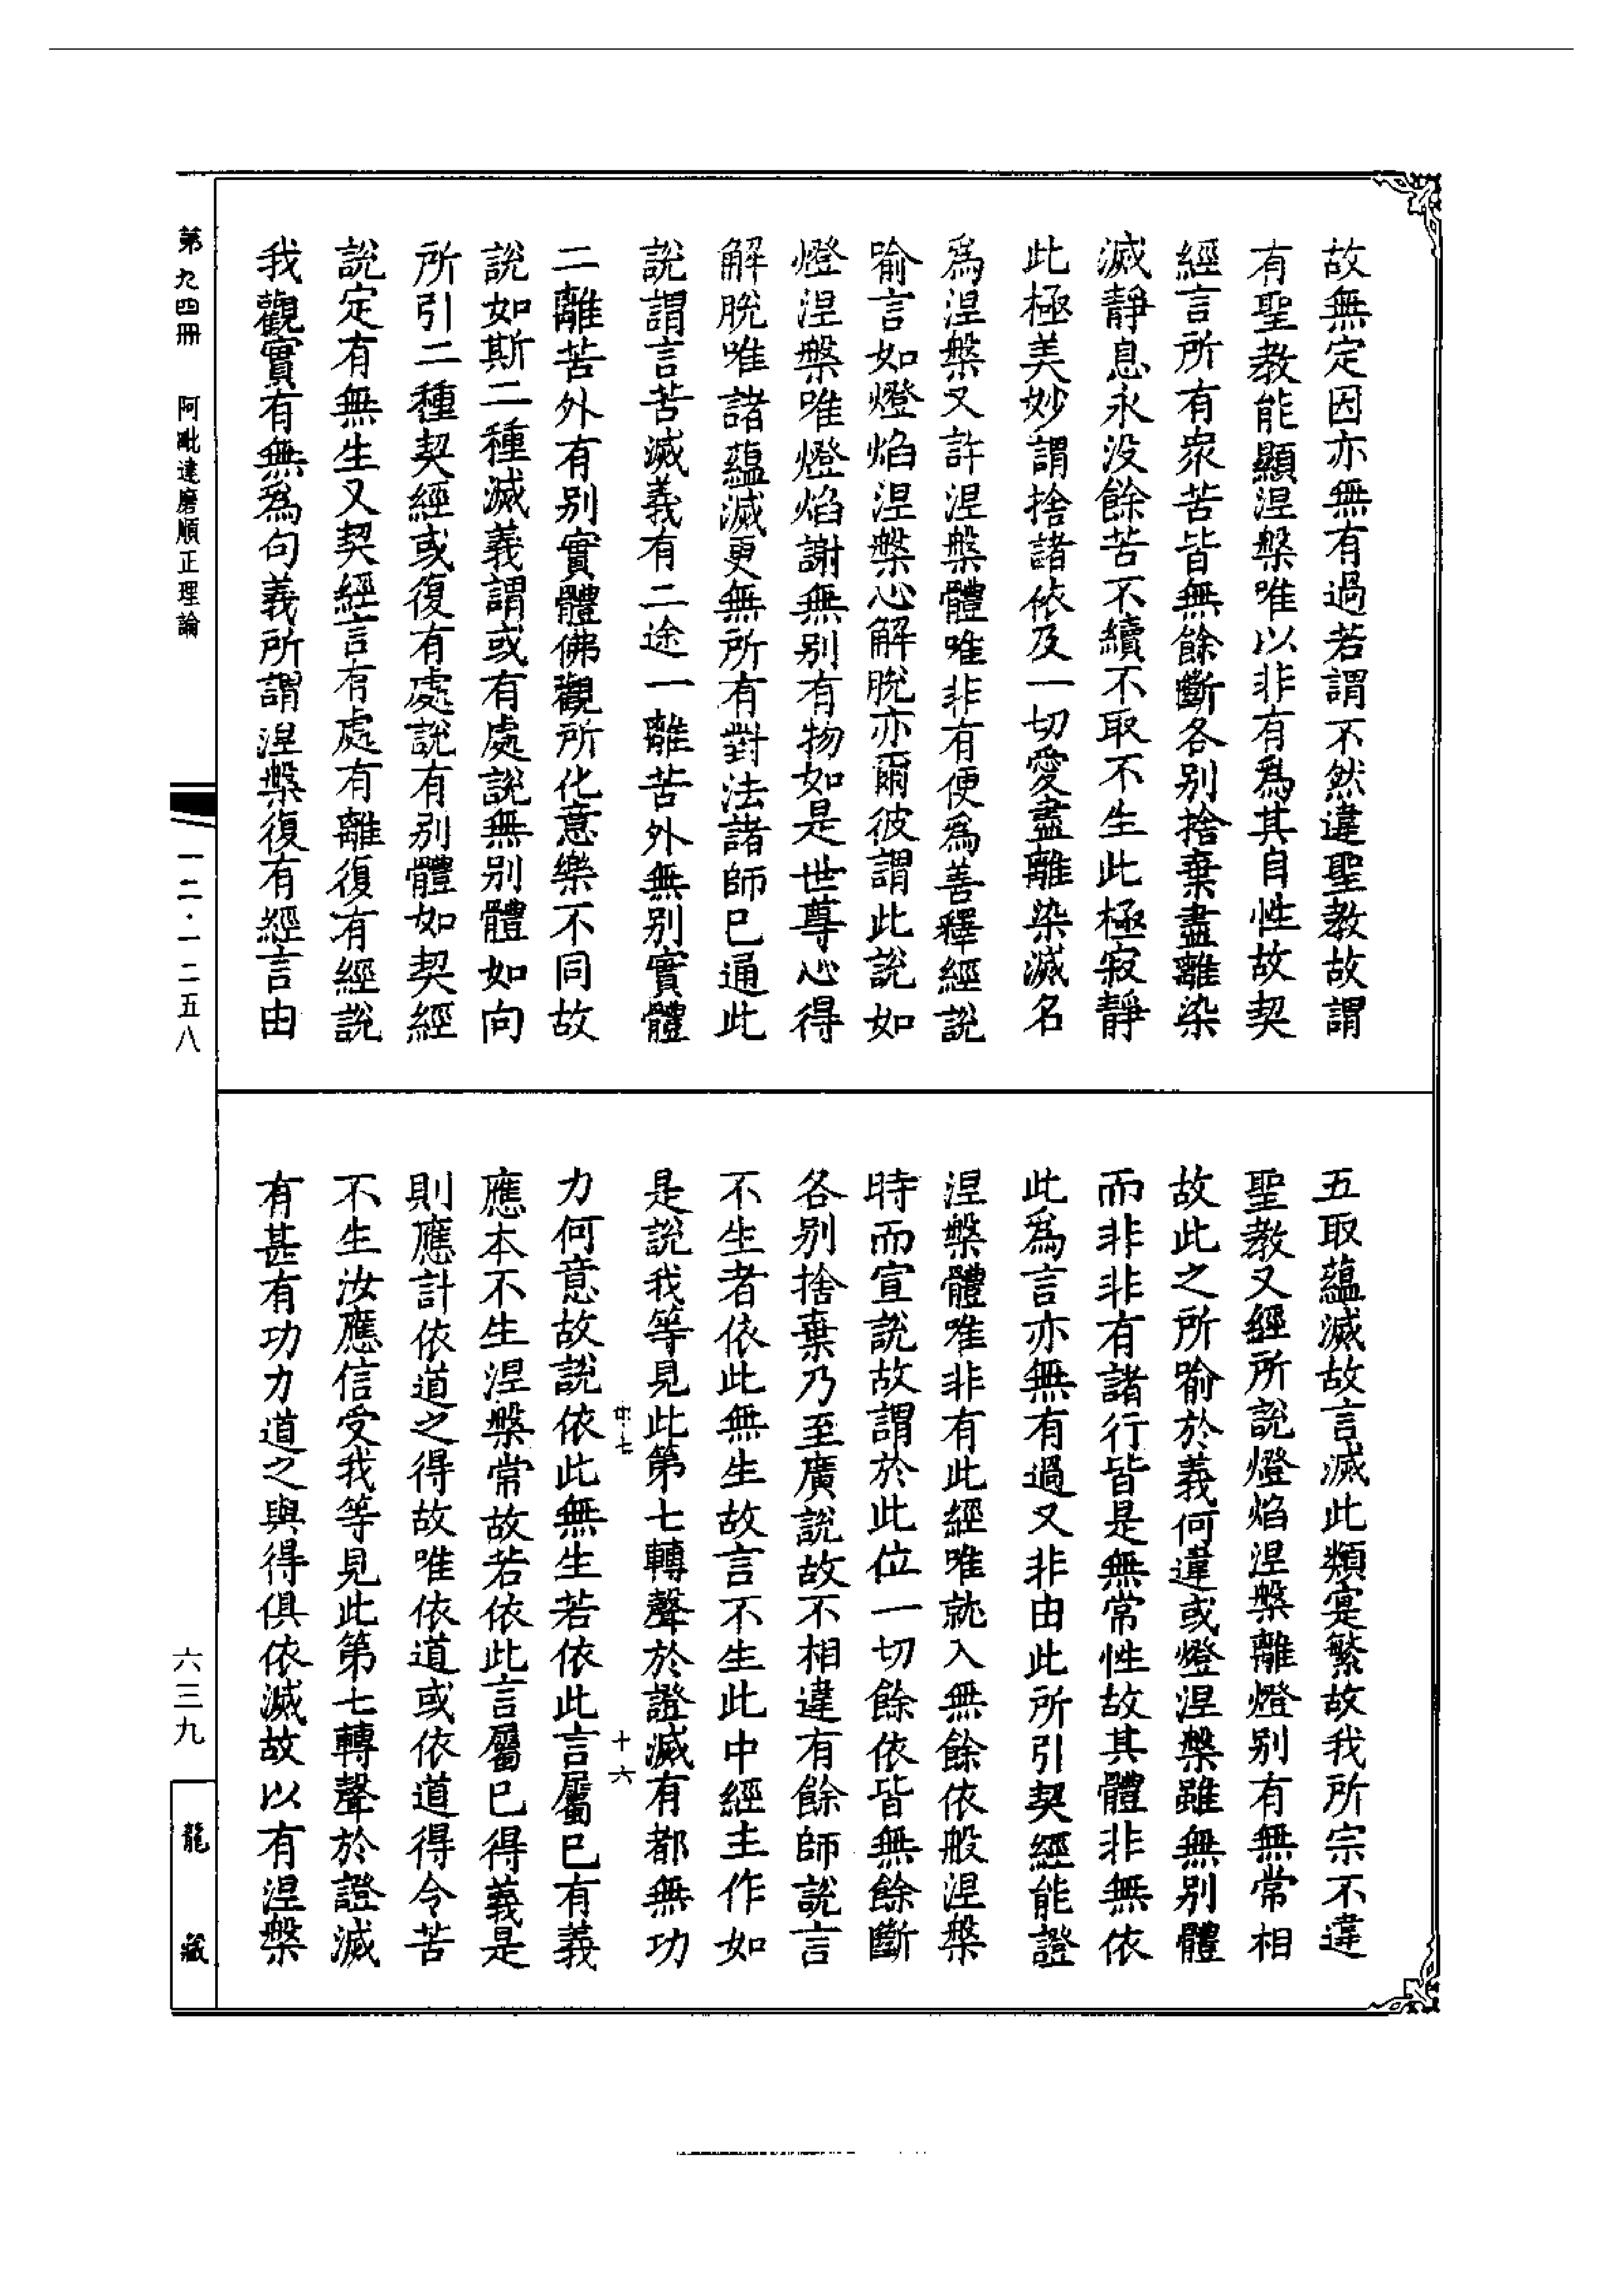 故無定因亦無有過若謂不然違聖教故謂
有聖教能顯涅槃唯以非有為其自性故契
經言所有衆苦皆無餘斷各别捨棄盡離染
滅靜息永没餘苦不續不取不生此極寂靜
此極美妙謂捨諸依及一切愛盡離染滅名
為涅槃又許涅槃體唯非有便為善釋經說
喻言如燈焰涅槃心解脫亦爾彼謂此說如
燈涅槃唯燈焰謝無别有物如是世尊心得
解脫唯諸蘊滅更無所有對法諸師已通此
說謂言苦滅義有二途一離苦外無别實體
二離苦外有别實體佛觀所化意樂不同故
說如斯二種滅義謂或有處說無别體如向
所引二種契經或復有處說有别體如契經
說定有無生又契經言有處有離復有經說
我觀實有無為句義所謂涅槃復有經言由
五取蘊滅故言滅此類寔繁故我所宗不違
聖教又經所說燈焰涅槃離燈别有無常相
故此之所喻於義何違或燈涅槃雖無别體
而非非有諸行皆是無常性故其體非無依
此為言亦無有過又非由此所引契經能證
涅槃體唯非有此經唯就入無餘依般涅槃
時而宣說故謂於此位一切餘依皆無餘斷
各别捨棄乃至廣說故不相違有餘師說言
不生者依此無生故言不生此中經主作如
是說我等見此第七轉聲於證滅有都無功
力何意故說依此無生若依此言屬已有義
應本不生涅槃常故若依此言屬已得義是
則應計依道之得故唯依道或依道得令苦
不生汝應信受我等見此第七轉聲於證滅
有甚有功力道之與得俱依滅故以有涅槃
十六
第九四冊
阿毗達磨順正理論
一二·一二五八
六三九
龍藏